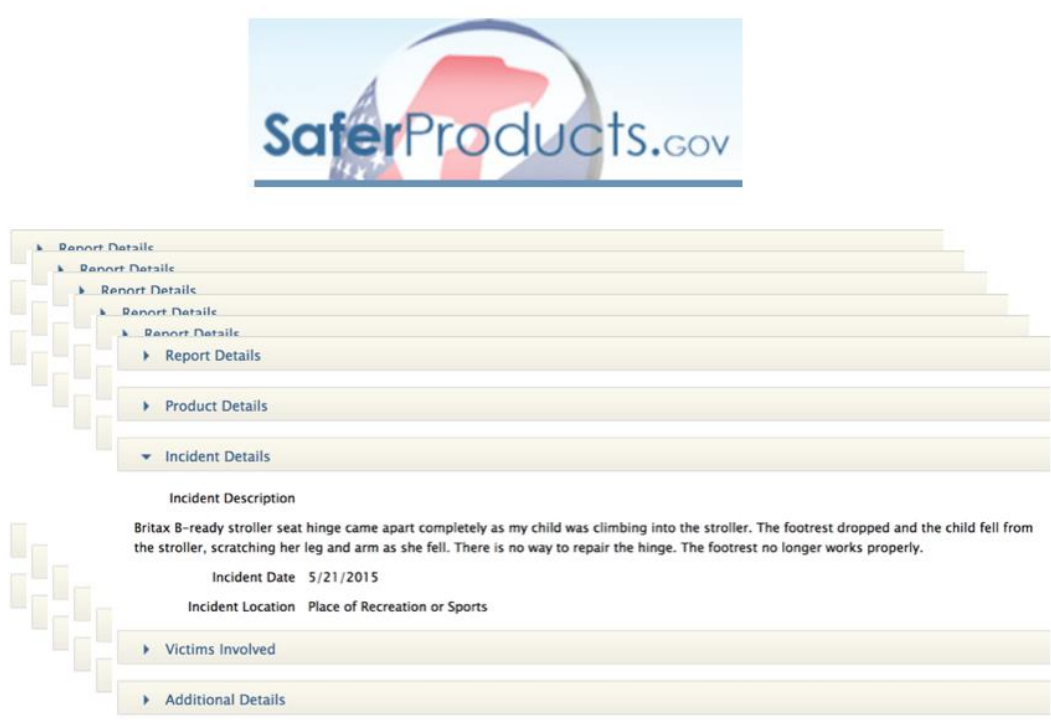 SaferProducts.GOV
Report Details
Report Details
Report Details
Report Details
Report Details
Report Details
Product Details
Incident Details
Incident Description
Britax B-ready stroller seat hinge came apart completely as my child was climbing into the stroller. The footrest dropped and the child fell from
the stroller, scratching her leg and arm as she fell. There is no way to repair the hinge. The footrest no longer works properly.
Incident Date 5/21/2015
Incident Location Place of Recreation or Sports
Victims Involved
Additional Details